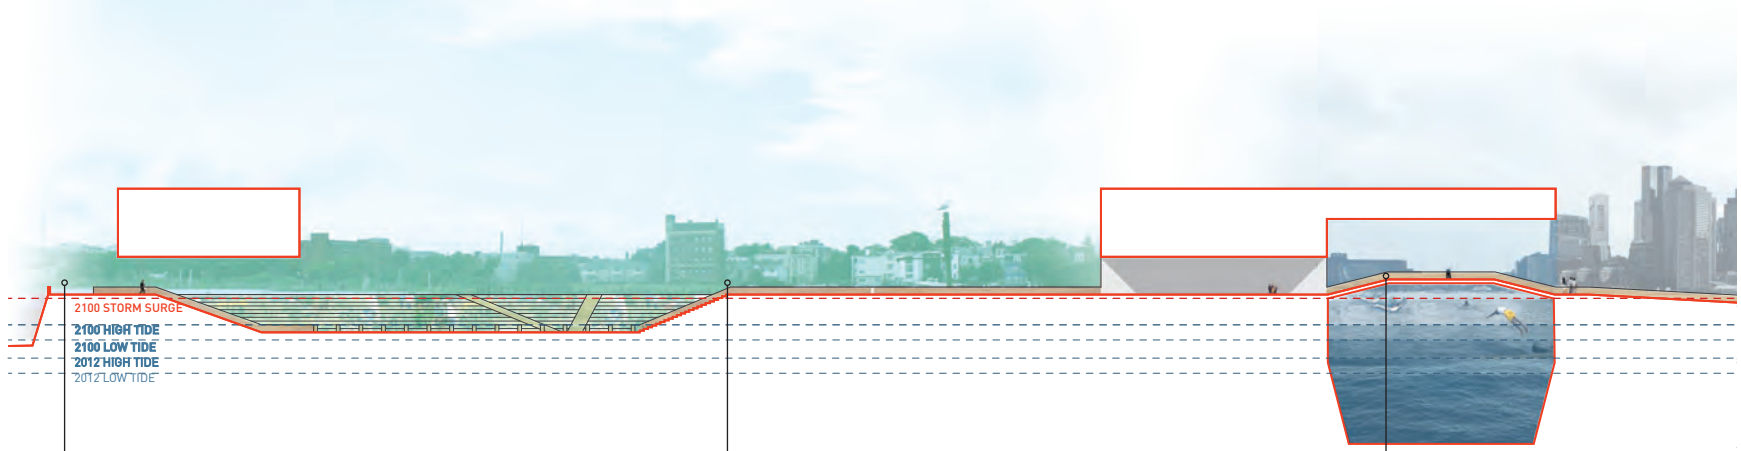 2100 STORM SURGE
2100 HIGH TIDE
2100 LOW TIDE
2012 HIGH TIDE
2012 LOW TIDE